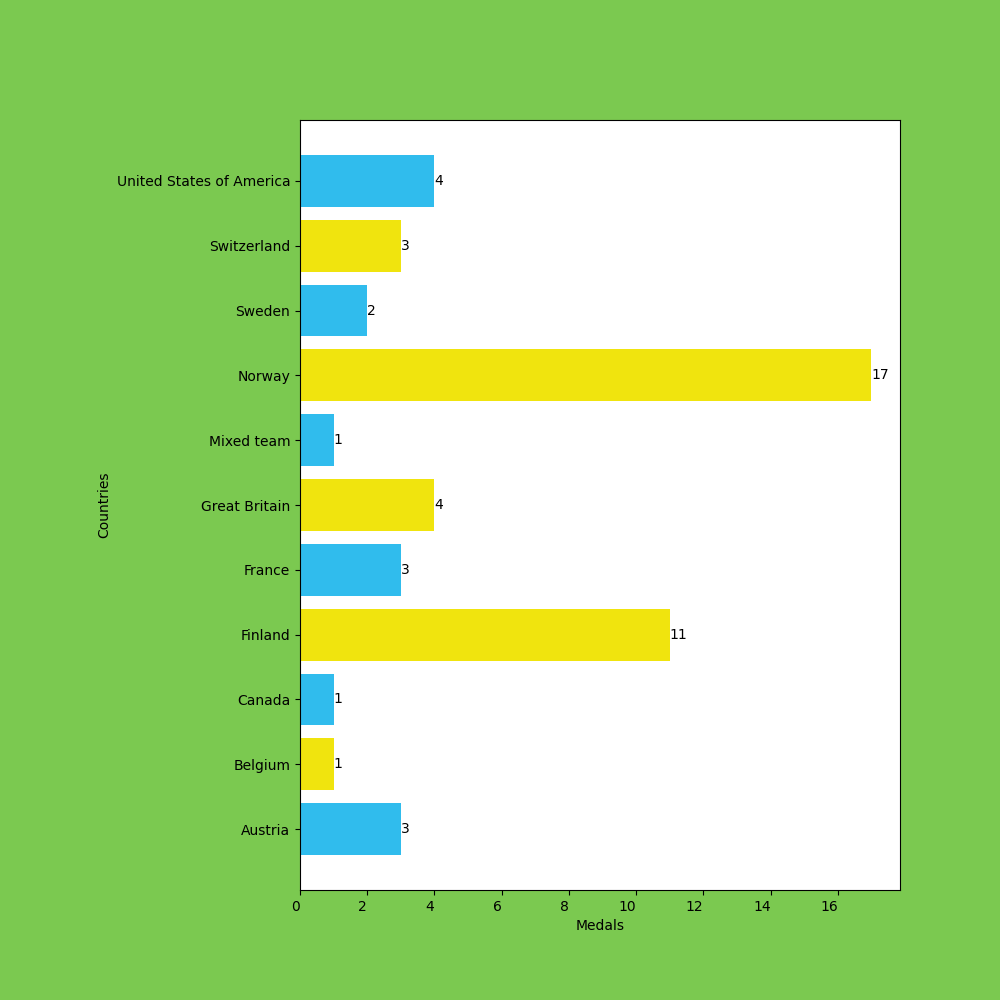 United States of America 4
Switzerland 3
Sweden 2
Norway 17
Mixed team 1
Great Britain 4
France 3
Finland 11
Canada 1
Belgium 1
Austria 3
Countries
0 2 4 6 8 10 12 14 16
Medals